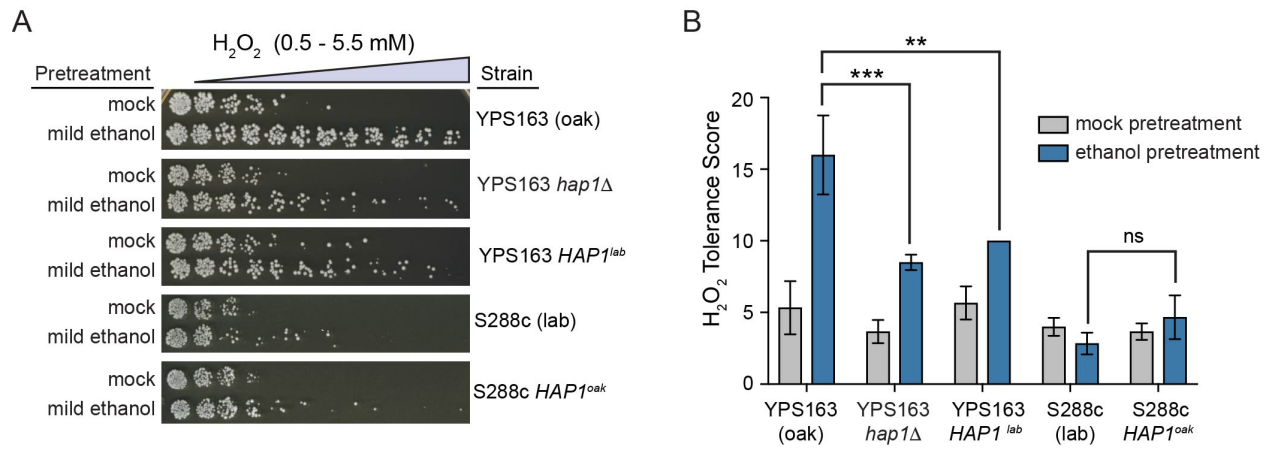 A
H2O2 (0.5 - 5.5 mM)
Pretreatment
Strain
mock
mild ethanol
YPS163 (oak)
mock
mild ethanol
YPS163 hap1Δ
mock
mild ethanol
YPS163 HAP1lab
mock
mild ethanol
S288c (lab)
mock
mild ethanol
S288c HAP1oak
B
**
***
ns
mock pretreatment
ethanol pretreatment
H2O2 Tolerance Score
20
15
10
5
0
YPS163
(oak)
YPS163
hap1Δ
YPS163
HAP1 lab
S288c
(lab)
S288c
HAP1oak